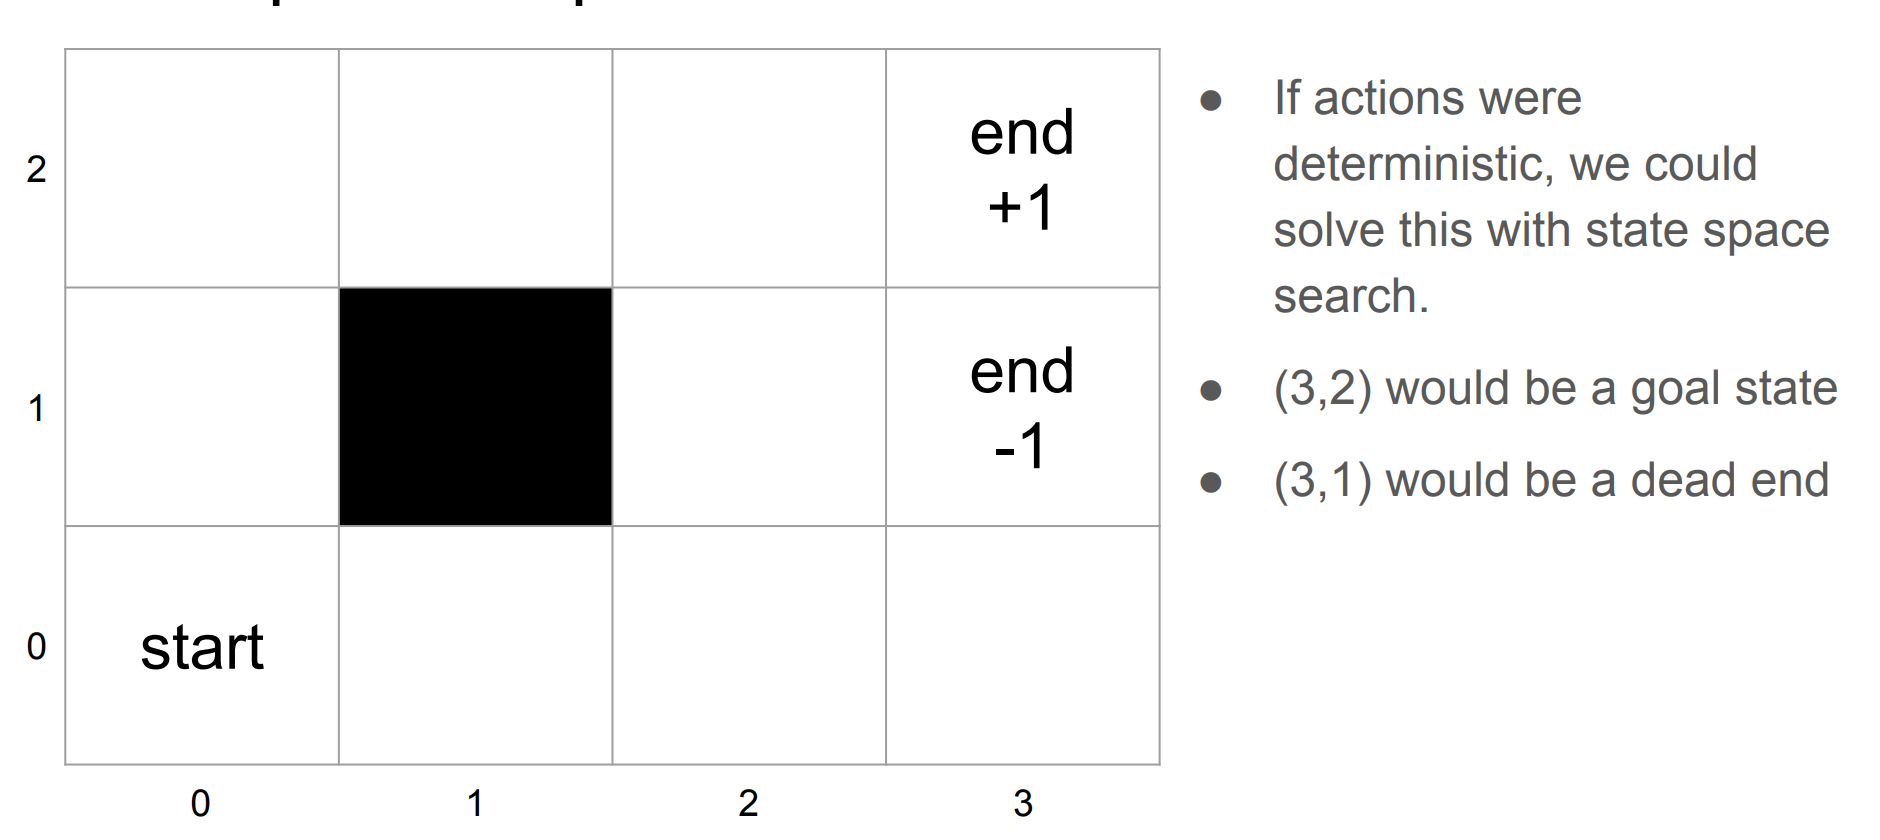 2
end
+1
1
end
-1
0
start
0 1 2 3
● If actions were
deterministic, we could
solve this with state space
search.
● (3,2) would be a goal state
● (3,1) would be a dead end